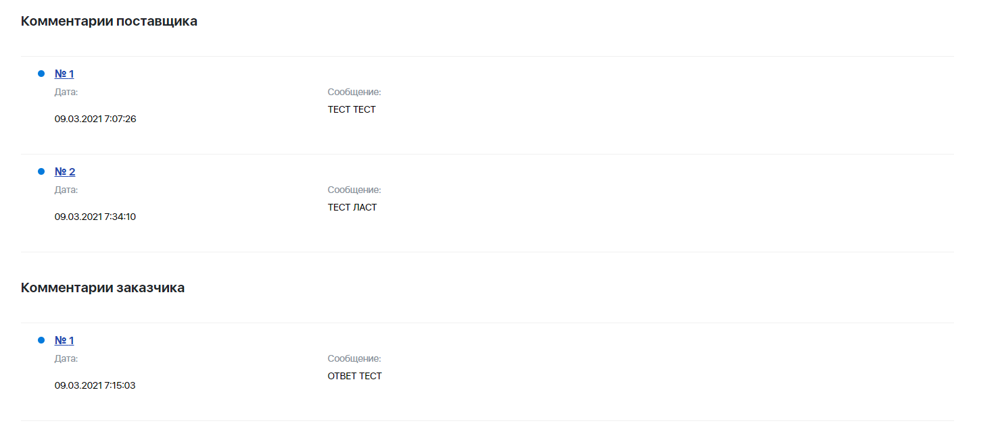 Комментарии поставщика
№ 1
Дата:
Сообщение:
09.03.2021 7:07:26
ТЕСТ ТЕСТ
№ 2
Дата:
Сообщение:
09.03.2021 7:34:10
ТЕСТ ЛАСТ
Комментарии заказчика
№ 1
Дата:
Сообщение:
09.03.2021 7:15:03
ОТВЕТ ТЕСТ